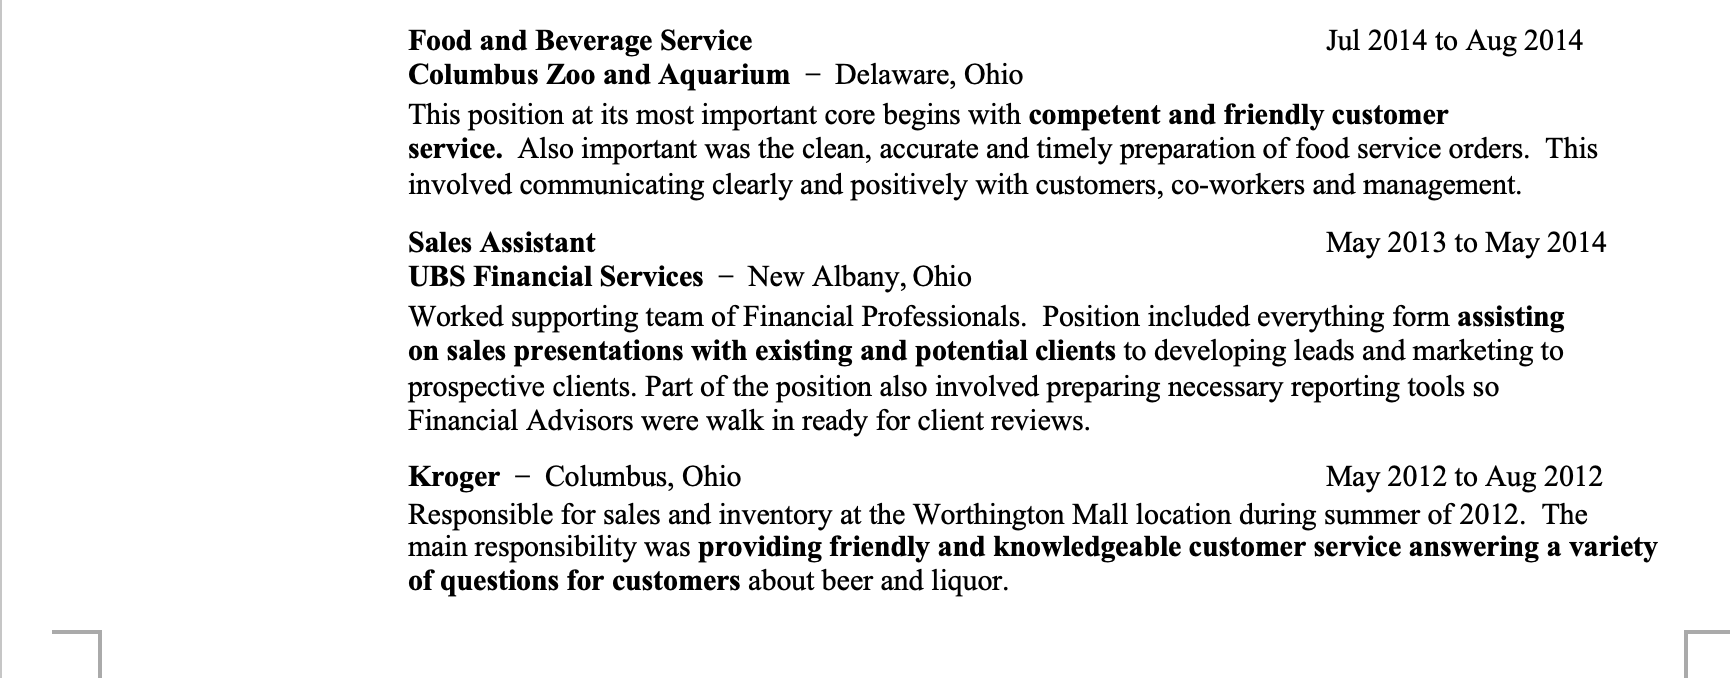 Food and Beverage Service Jul 2014 to Aug 2014
Columbus Zoo and Aquarium – Delaware, Ohio
This position at its most important core begins with competent and friendly customer
service.  Also important was the clean, accurate and timely preparation of food service orders.  This
involved communicating clearly and positively with customers, co-workers and management.
Sales Assistant May 2013 to May 2014
UBS Financial Services – New Albany, Ohio
Worked supporting team of Financial Professionals.  Position included everything form assisting
on sales presentations with existing and potential clients to developing leads and marketing to
prospective clients. Part of the position also involved preparing necessary reporting tools so
Financial Advisors were walk in ready for client reviews.
Kroger – Columbus, Ohio May 2012 to Aug 2012
Responsible for sales and inventory at the Worthington Mall location during summer of 2012.  The
main responsibility was providing friendly and knowledgeable customer service answering a variety
of questions for customers about beer and liquor.